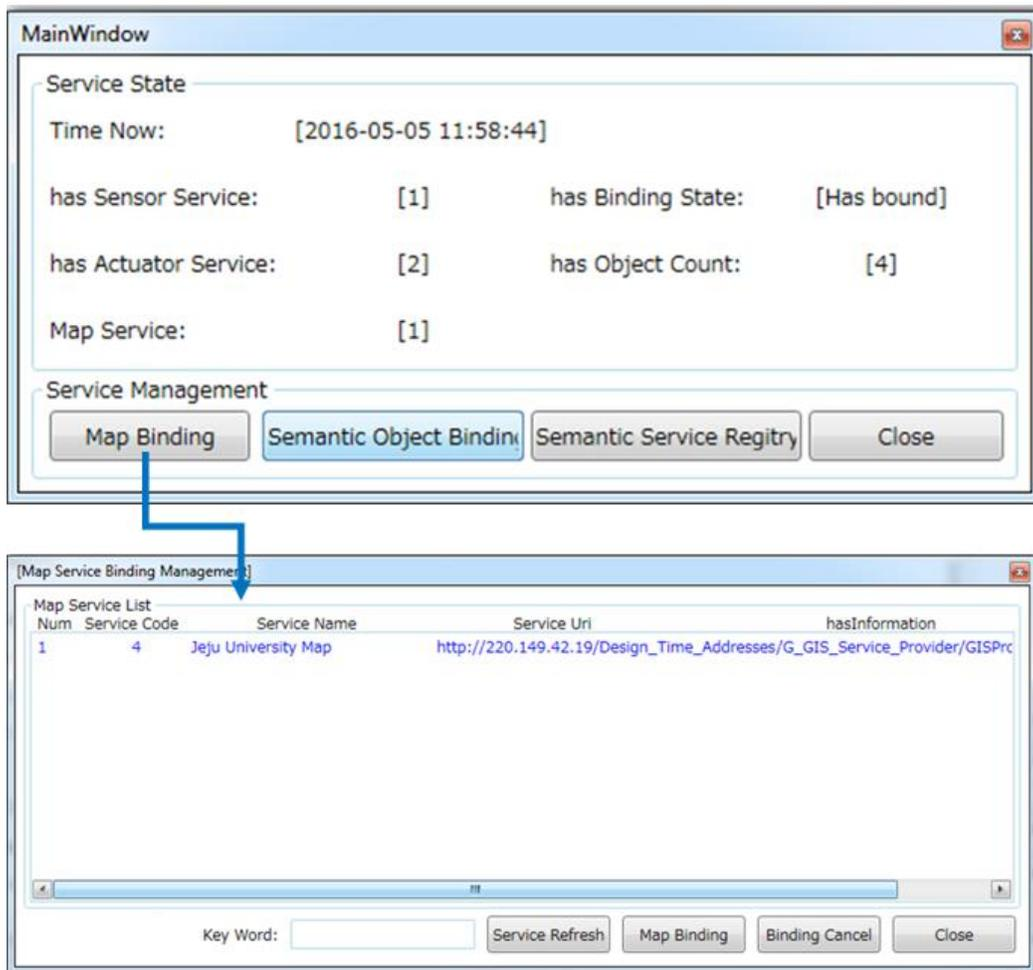 MainWindow
Service State
Time Now: [2016-05-05 11:58:44]
has Sensor Service: [1] has Binding State: [Has bound]
has Actuator Service: [2] has Object Count: [4]
Map Service: [1]
Service Management
Map Binding Semantic Object Bindin Semantic Service Regitry Close
[Map Service Binding Management]
Map Service List
Num Service Code Service Name Service Uri hasInformation
1 4 Jeju University Map http://220.149.42.19/Design_Time_Addresses/G_GIS_Service_Provider/GISPro
Key Word: Service Refresh Map Binding Binding Cancel Close